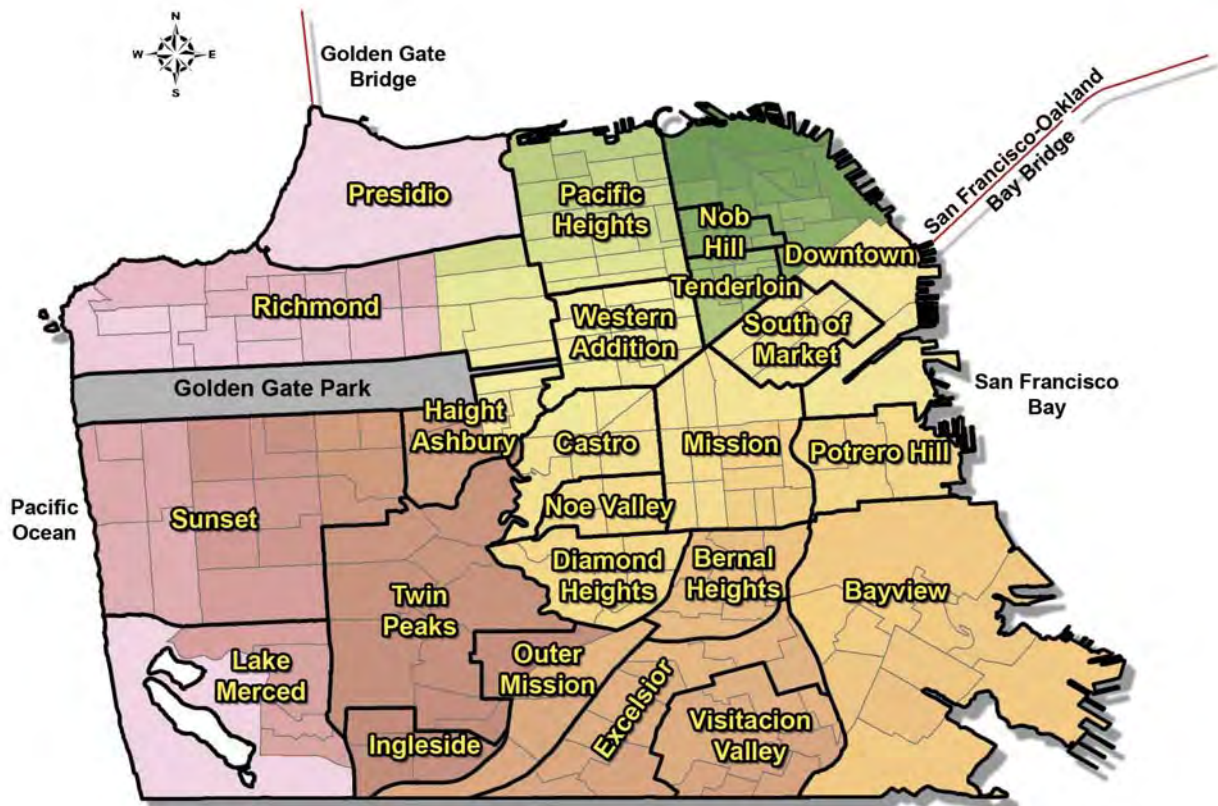 N
W E
S
Golden Gate
Bridge
San Francisco-Oakland
Bay Bridge
Presidio
Pacific
Heights
Nob
Hill
Downtown
Richmond
Tenderloin
Western
Addition
South of
Market
Golden Gate Park
San Francisco
Bay
Haight
Ashbury
Castro
Mission
Potrero Hill
Pacific
Ocean
Sunset
Noe Valley
Diamond
Heights
Bernal
Heights
Bayview
Twin
Peaks
Lake
Merced
Outer
Mission
Excelsior
Visitacion
Valley
Ingleside